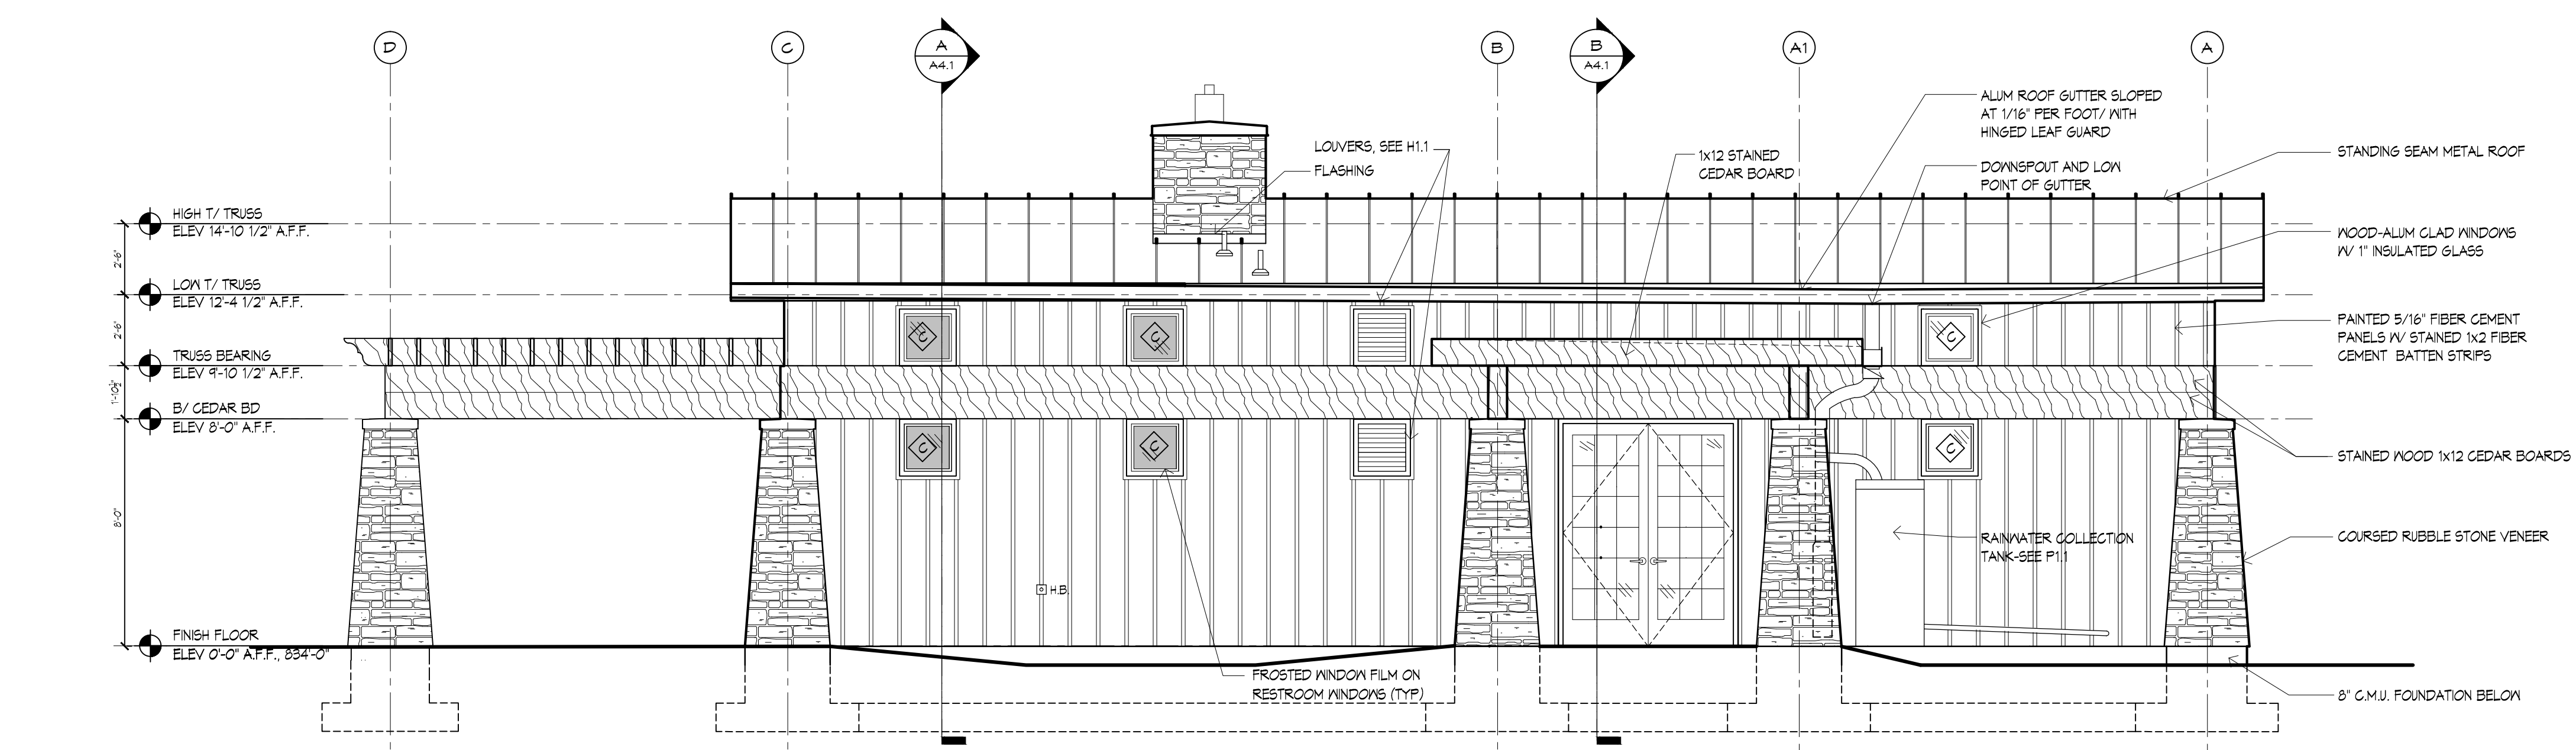 D
C
A
A4.1
B
B
A4.1
A1
A
ALUM ROOF GUTTER SLOPED
AT 1/16" PER FOOT/ WITH
HINGED LEAF GUARD
LOUVERS, SEE H1.1
FLASHING
1x12 STAINED
CEDAR BOARD
DOWNSPOUT AND LOW
POINT OF GUTTER
STANDING SEAM METAL ROOF
HIGH T/ TRUSS
ELEV 14'-10 1/2" A.F.F.
2'-6"
LOW T/ TRUSS
ELEV 12'-4 1/2" A.F.F.
2'-6"
TRUSS BEARING
ELEV 9'-10 1/2" A.F.F.
1'-10 1/2"
B/ CEDAR BD
ELEV 8'-0" A.F.F.
8'-0"
FINISH FLOOR
ELEV 0'-0" A.F.F., 834'-0"
WOOD-ALUM CLAD WINDOWS
W/ 1" INSULATED GLASS
PAINTED 5/16" FIBER CEMENT
PANELS W/ STAINED 1x2 FIBER
CEMENT BATTEN STRIPS
C
C
C
C
C
C
STAINED WOOD 1x12 CEDAR BOARDS
COURSED RUBBLE STONE VENEER
RAINWATER COLLECTION
TANK-SEE P1.1
H.B.
FROSTED WINDOW FILM ON
RESTROOM WINDOWS (TYP)
8" C.M.U. FOUNDATION BELOW